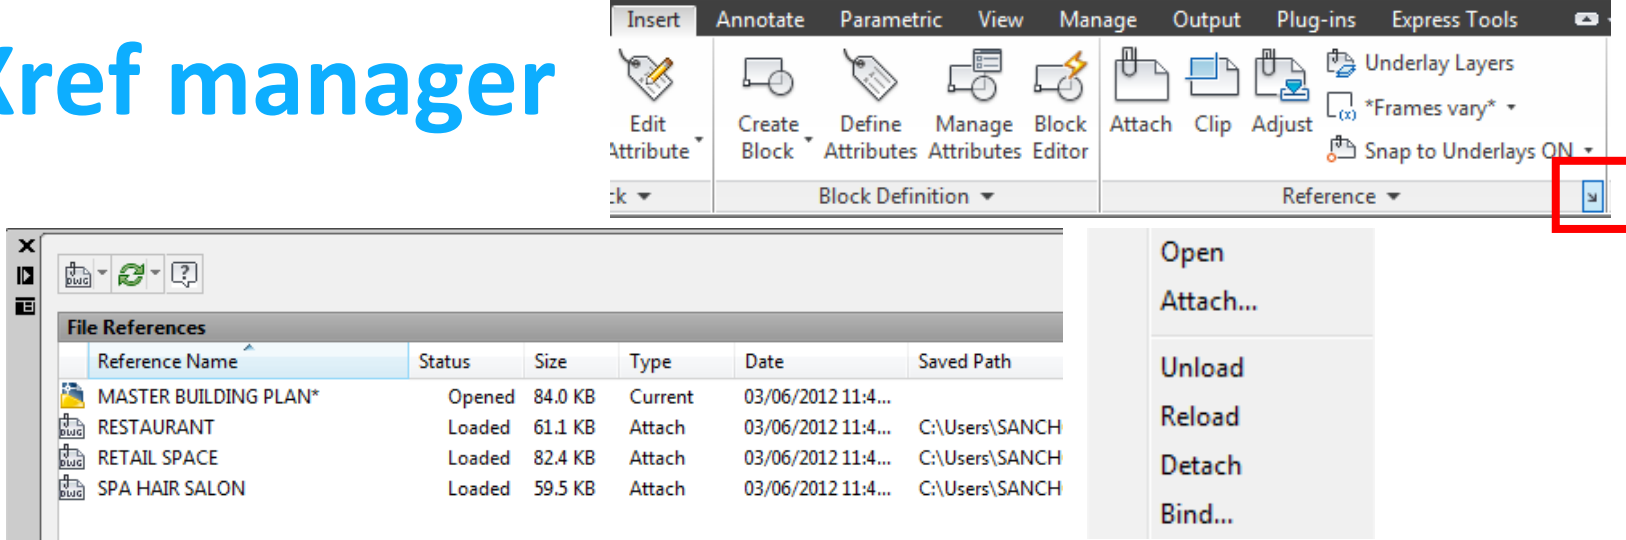 Xref manager
Insert Annotate Parametric View Manage Output Plug-ins Express Tools
Edit Attribute
Create Block
Define Attributes
Manage Attributes
Block Editor
Attach Clip Adjust
Underlay Layers
*Frames vary*
Snap to Underlays ON
ck Block Definition Reference
DWG
File References
Reference Name Status Size Type Date Saved Path
MASTER BUILDING PLAN* Opened 84.0 KB Current 03/06/2012 11:4...
RESTAURANT Loaded 61.1 KB Attach 03/06/2012 11:4... C:\Users\SANCH
RETAIL SPACE Loaded 82.4 KB Attach 03/06/2012 11:4... C:\Users\SANCH
SPA HAIR SALON Loaded 59.5 KB Attach 03/06/2012 11:4... C:\Users\SANCH
Open
Attach...
Unload
Reload
Detach
Bind...